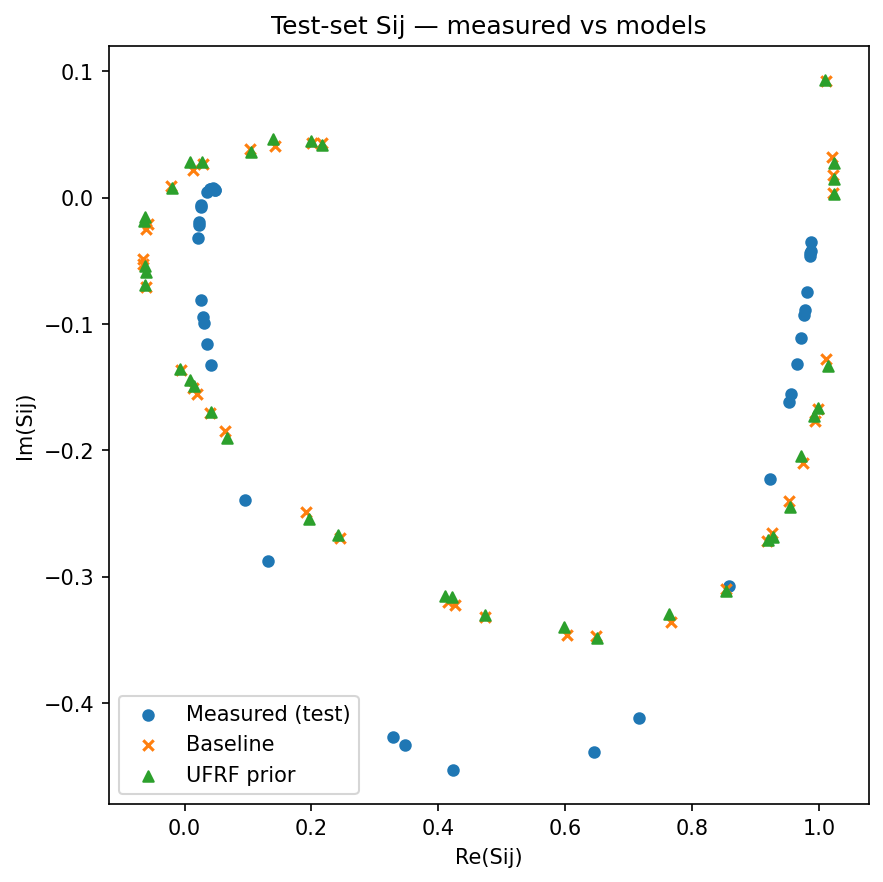 Test-set Sij — measured vs models
0.1
0.0
−0.1
−0.2
−0.3
−0.4
Im(Sij)
Measured (test)
Baseline
UFRF prior
0.0 0.2 0.4 0.6 0.8 1.0
Re(Sij)